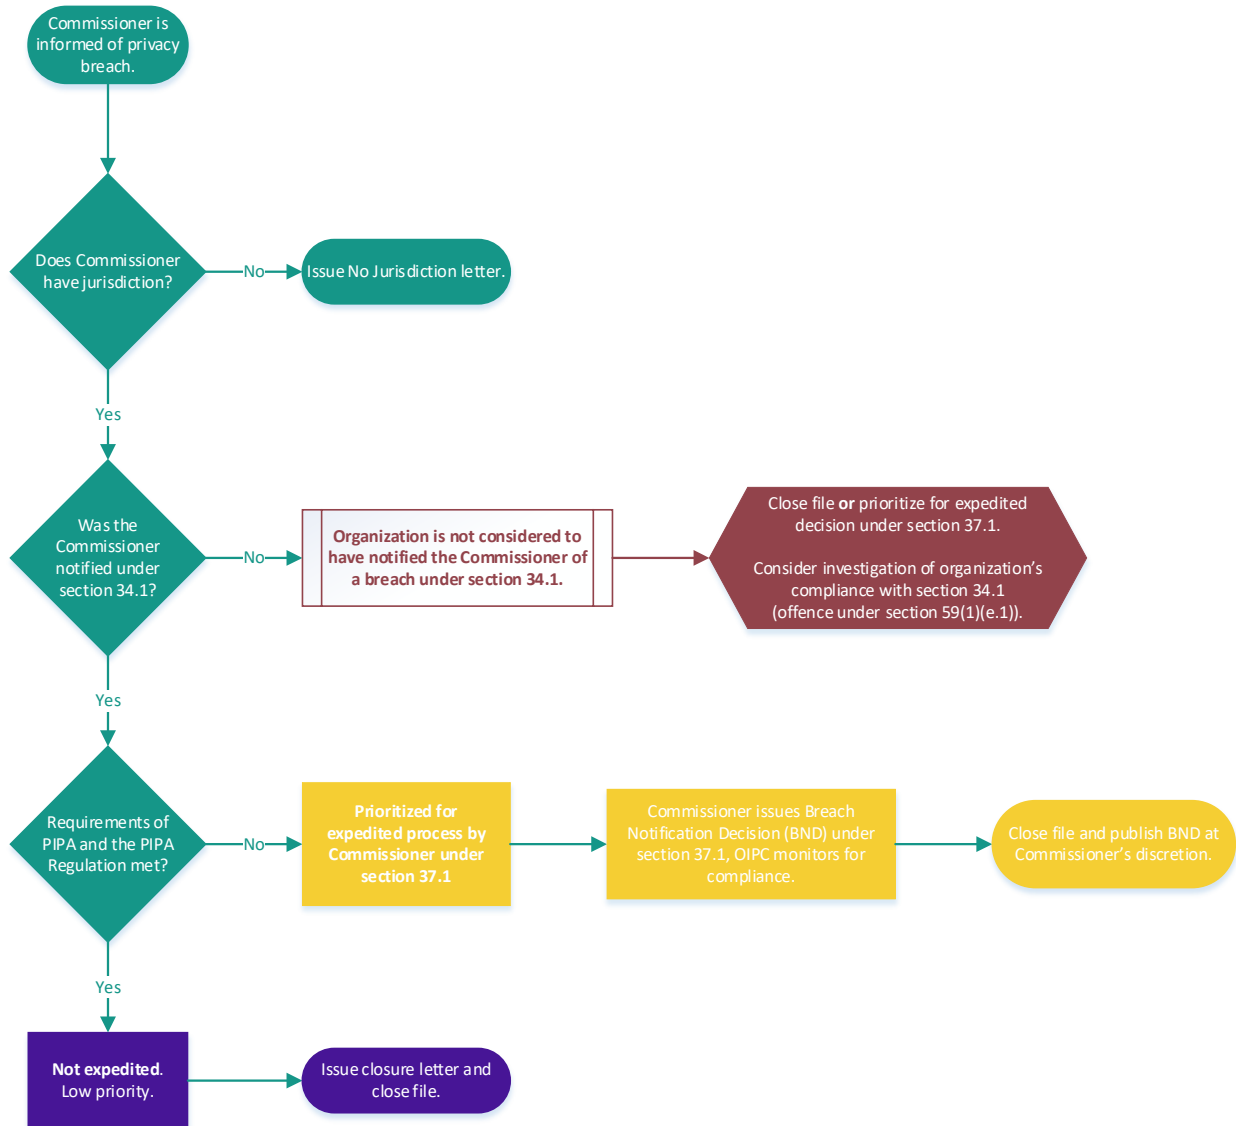 Commissioner is
informed of privacy
breach.
Does Commissioner
have jurisdiction?
No
Issue No Jurisdiction letter.
Yes
Was the
Commissioner
notified under
section 34.1?
No
Organization is not considered to
have notified the Commissioner of
a breach under section 34.1.
Close file or prioritize for expedited
decision under section 37.1.
Consider investigation of organization's
compliance with section 34.1
(offence under section 59(1)(e.1)).
Yes
Requirements of
PIPA and the PIPA
Regulation met?
No
Prioritized for
expedited process by
Commissioner under
section 37.1
Commissioner issues Breach
Notification Decision (BND) under
section 37.1, OIPC monitors for
compliance.
Close file and publish BND at
Commissioner's discretion.
Yes
Not expedited.
Low priority.
Issue closure letter and
close file.